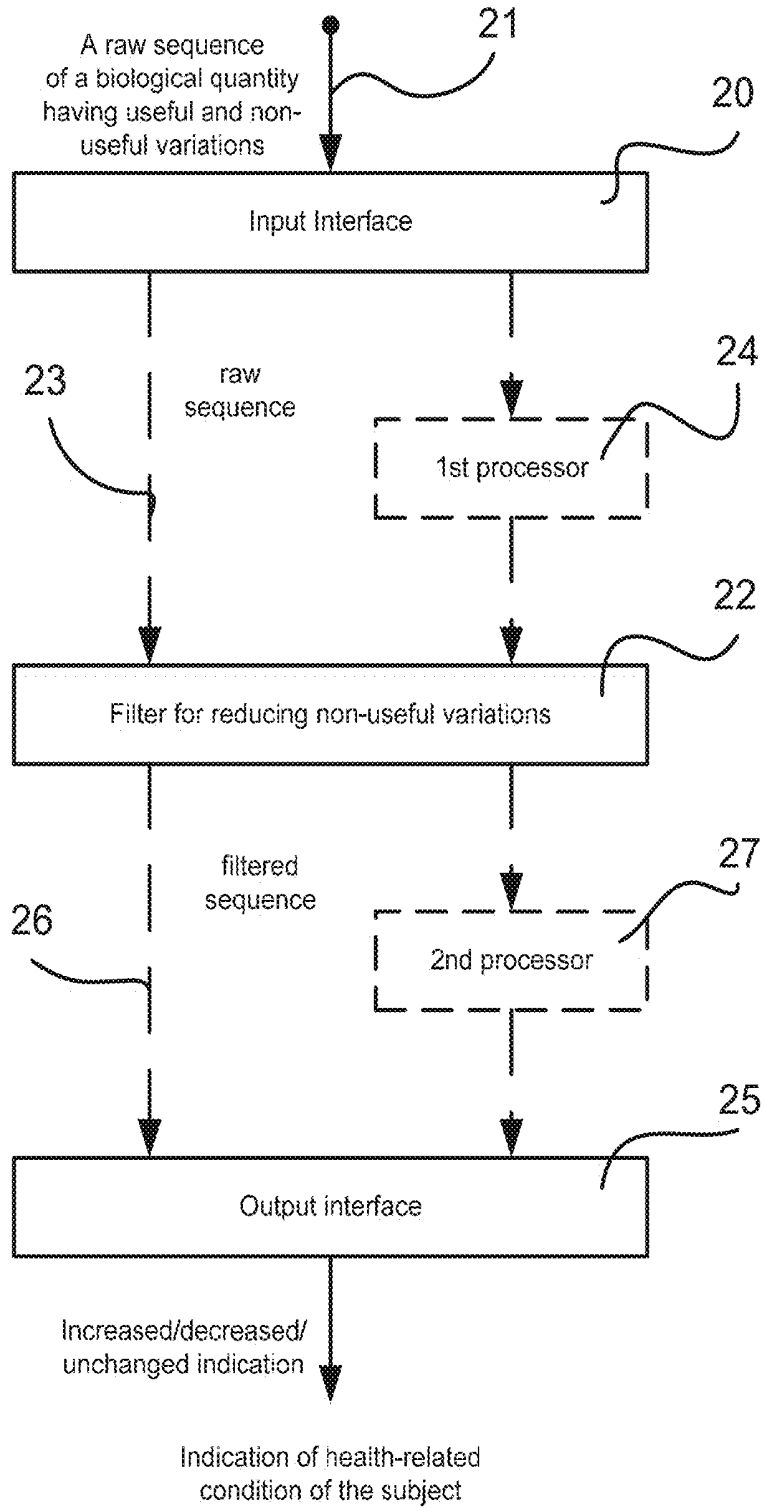 A raw sequence
of a biological quantity
having useful and non-
useful variations
21
20
Input Interface
23
raw
sequence
24
1st processor
22
Filter for reducing non-useful variations
filtered
sequence
27
26
2nd processor
25
Output interface
Increased/decreased/
unchanged indication
Indication of health-related
condition of the subject